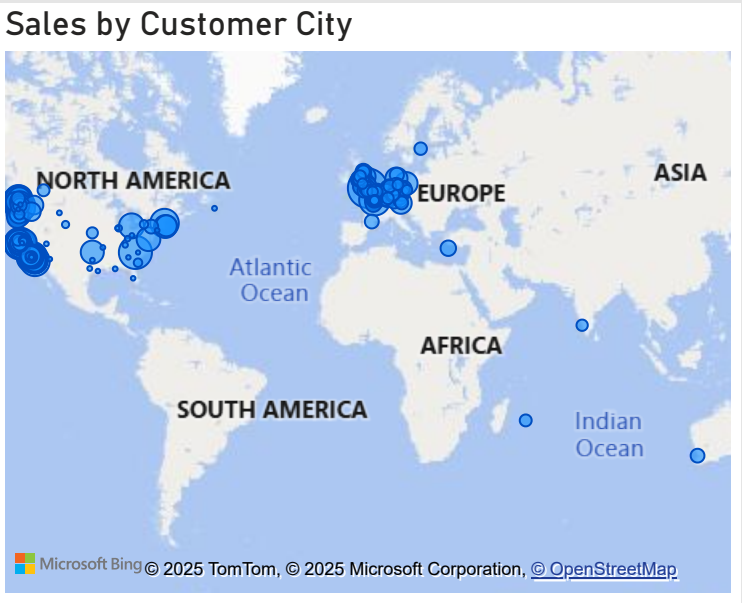 Sales by Customer City
NORTH AMERICA
EUROPE
ASIA
Atlantic
Ocean
AFRICA
SOUTH AMERICA
Indian
Ocean
Microsoft Bing © 2025 TomTom, © 2025 Microsoft Corporation, © OpenStreetMap